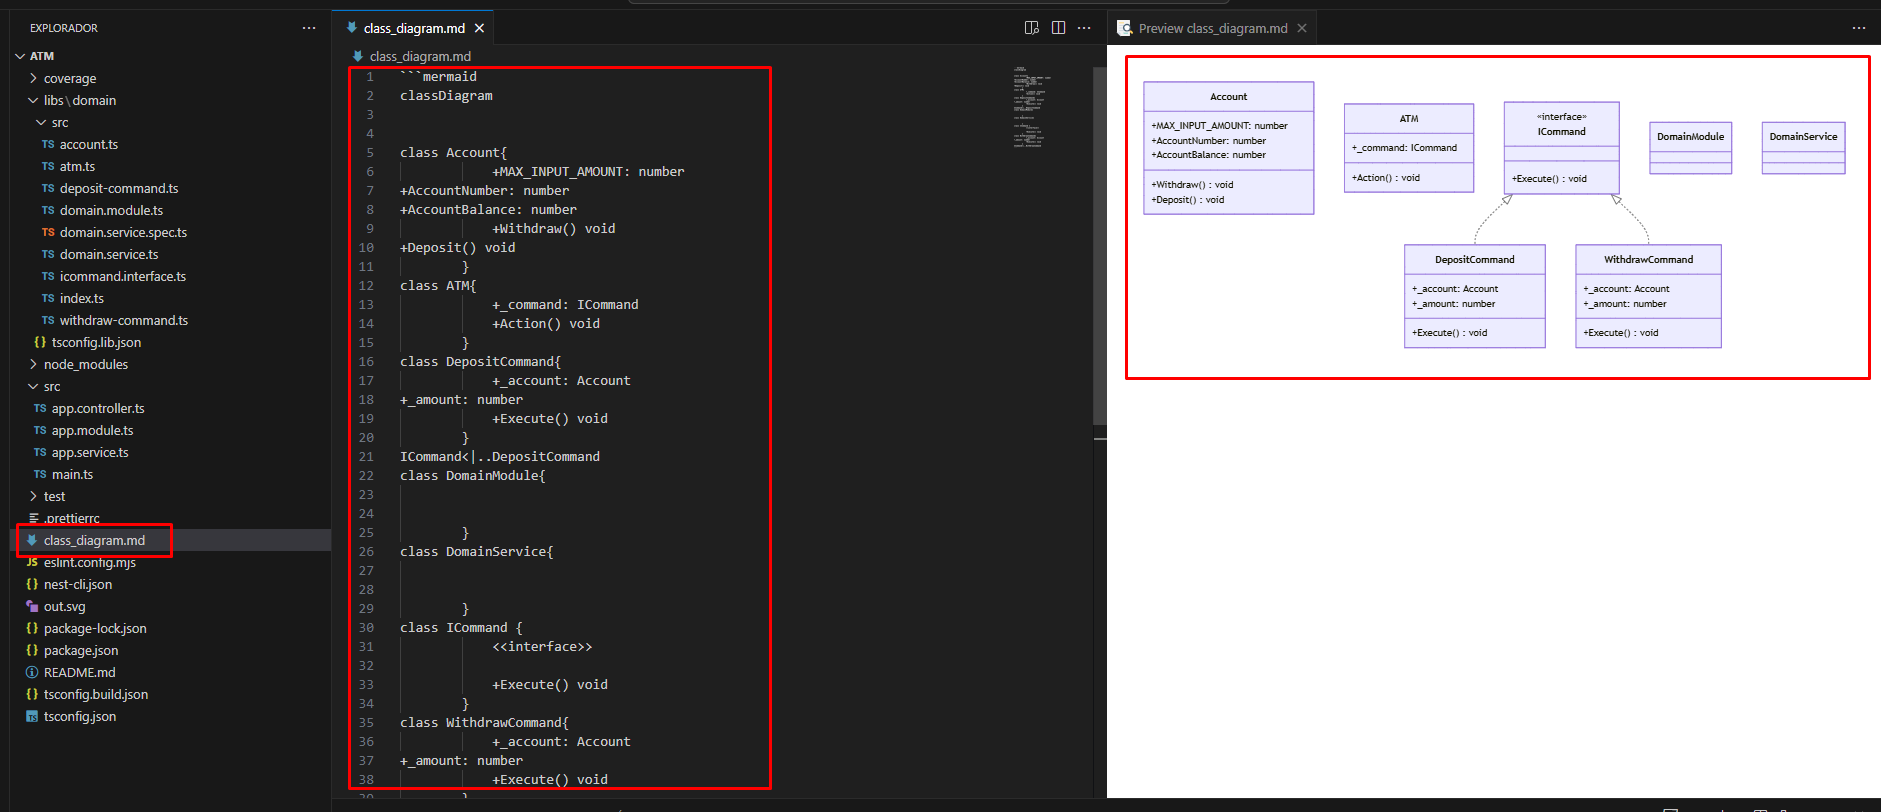 EXPLORADOR
ATM
coverage
libs\domain
src
TS account.ts
TS atm.ts
TS deposit-command.ts
TS domain.module.ts
TS domain.service.spec.ts
TS domain.service.ts
TS icommand.interface.ts
TS index.ts
TS withdraw-command.ts
{} tsconfig.lib.json
node_modules
src
TS app.controller.ts
TS app.module.ts
TS app.service.ts
TS main.ts
test
.prettierrc
class_diagram.md
JS eslint.config.mjs
{} nest-cli.json
out.svg
{} package-lock.json
{} package.json
README.md
{} tsconfig.build.json
TS tsconfig.json
class_diagram.md
class_diagram.md
1 ```mermaid
2 classDiagram
3
4
5 class Account{
6 +MAX_INPUT_AMOUNT: number
7 +AccountNumber: number
8 +AccountBalance: number
9 +Withdraw() void
10 +Deposit() void
11 }
12 class ATM{
13 +_command: ICommand
14 +Action() void
15 }
16 class DepositCommand{
17 +_account: Account
18 +_amount: number
19 +Execute() void
20 }
21 ICommand<|..DepositCommand
22 class DomainModule{
23
24
25 }
26 class DomainService{
27
28
29 }
30 class ICommand {
31 <<interface>>
32
33 +Execute() void
34 }
35 class WithdrawCommand{
36 +_account: Account
37 +_amount: number
38 +Execute() void
39 }
Preview class_diagram.md
Account
+MAX_INPUT_AMOUNT: number
+AccountNumber: number
+AccountBalance: number
+Withdraw() : void
+Deposit() : void
ATM
+_command: ICommand
+Action() : void
«interface»
ICommand
+Execute() : void
DomainModule
DomainService
DepositCommand
+_account: Account
+_amount: number
+Execute() : void
WithdrawCommand
+_account: Account
+_amount: number
+Execute() : void